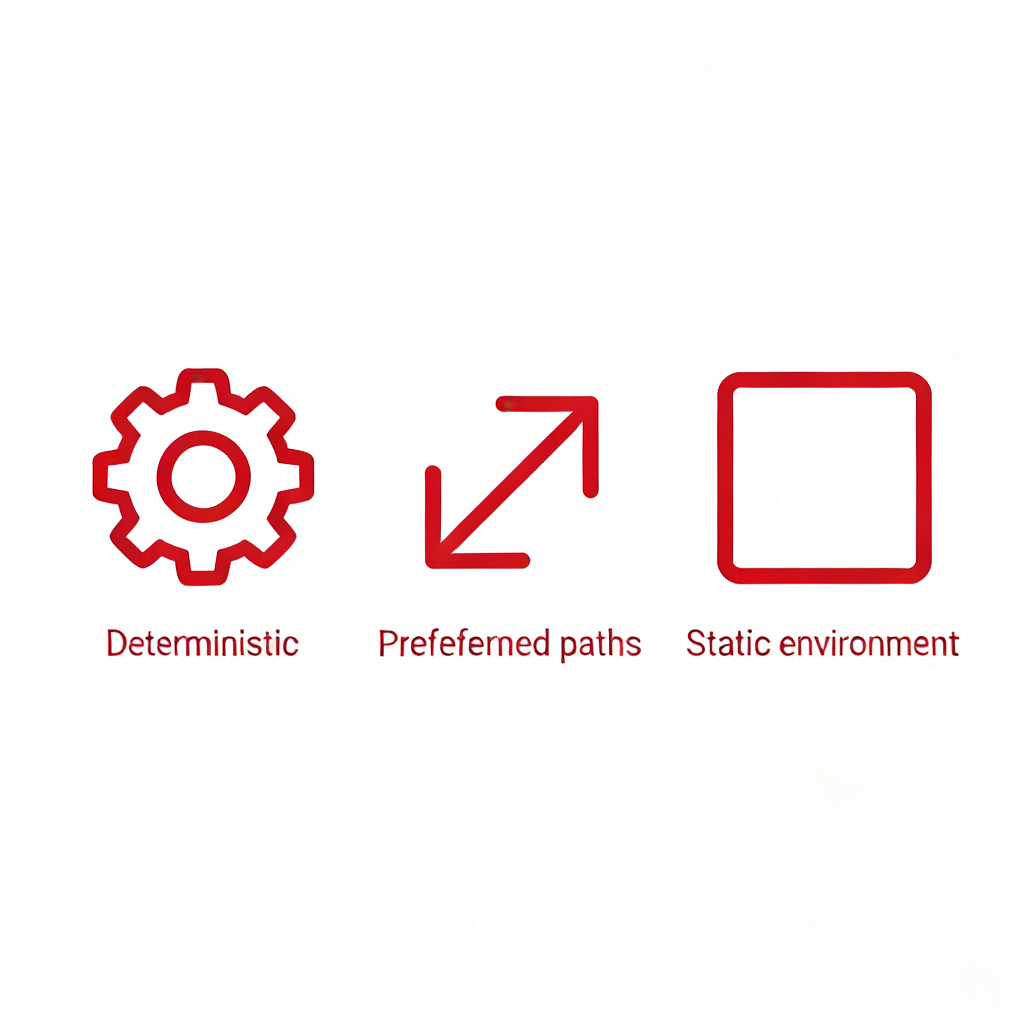 Deterministic
Prefeferned paths
Static environment